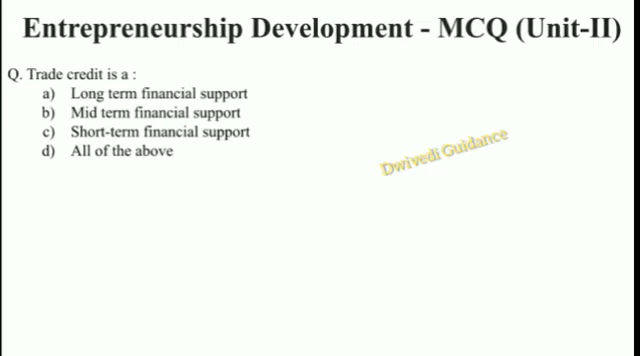 Entrepreneurship Development - MCQ (Unit-II)
Q. Trade credit is a :
a) Long term financial support
b) Mid term financial support
c) Short-term financial support
d) All of the above
Dwivedi Guidance